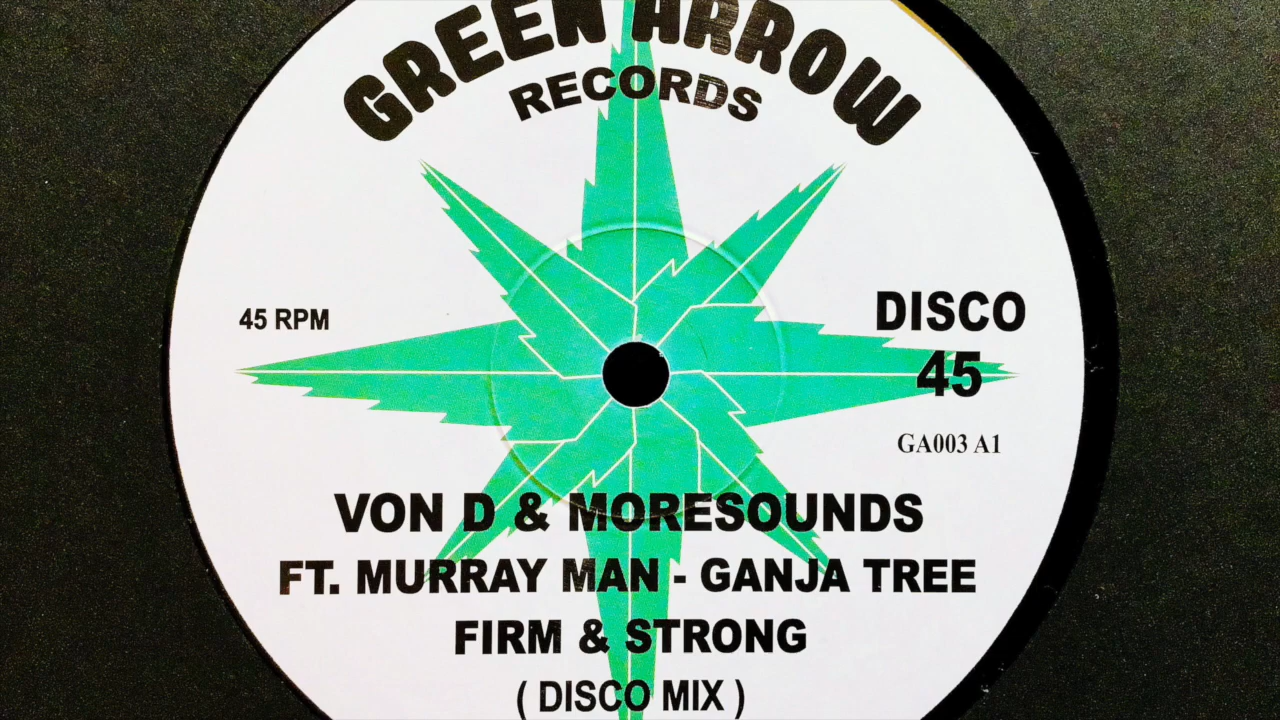 GREEN ARROW
RECORDS
45 RPM
DISCO
45
GA003 A1
VON D & MORESOUNDS
FT. MURRAY MAN - GANJA TREE
FIRM & STRONG
( DISCO MIX )